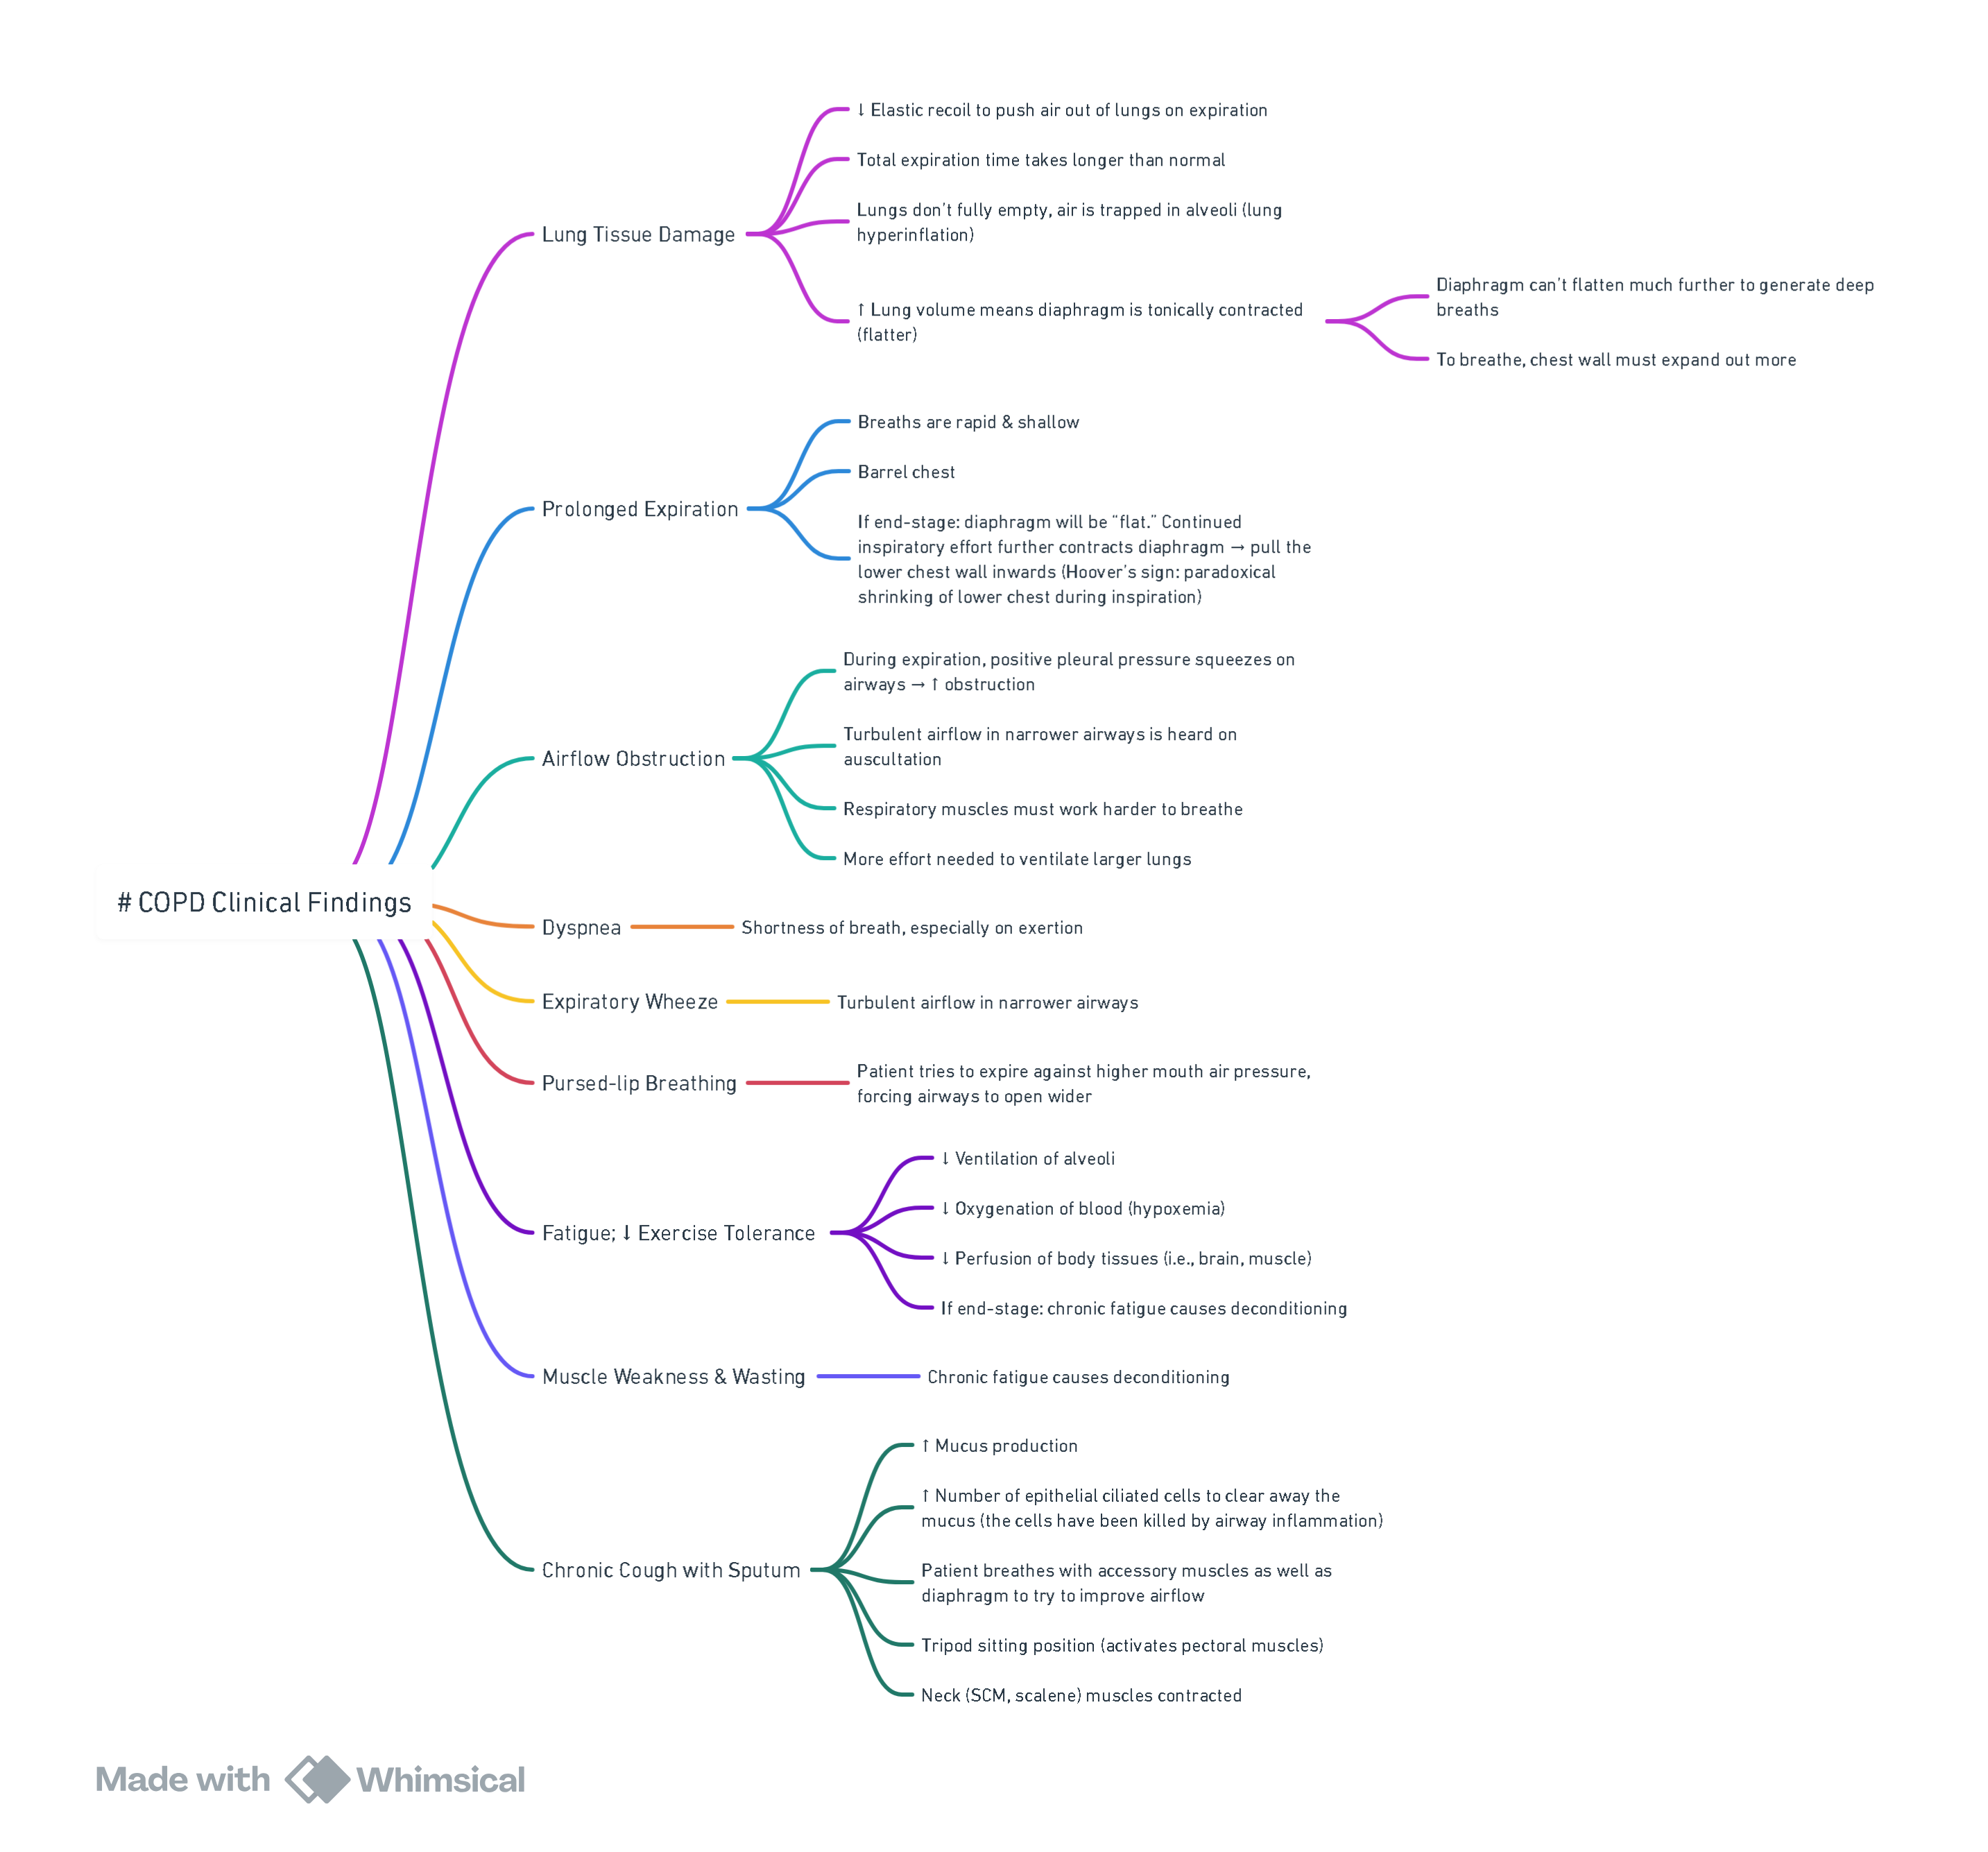 ↓ Elastic recoil to push air out of lungs on expiration
Total expiration time takes longer than normal
Lungs don't fully empty, air is trapped in alveoli (lung
hyperinflation)
Lung Tissue Damage
↑ Lung volume means diaphragm is tonically contracted
(flatter)
Diaphragm can't flatten much further to generate deep
breaths
To breathe, chest wall must expand out more
Breaths are rapid & shallow
Barrel chest
Prolonged Expiration
If end-stage: diaphragm will be "flat." Continued
inspiratory effort further contracts diaphragm → pull the
lower chest wall inwards (Hoover's sign: paradoxical
shrinking of lower chest during inspiration)
During expiration, positive pleural pressure squeezes on
airways → ↑ obstruction
Turbulent airflow in narrower airways is heard on
auscultation
Airflow Obstruction
Respiratory muscles must work harder to breathe
More effort needed to ventilate larger lungs
# COPD Clinical Findings
Dyspnea
Shortness of breath, especially on exertion
Expiratory Wheeze
Turbulent airflow in narrower airways
Pursed-lip Breathing
Patient tries to expire against higher mouth air pressure,
forcing airways to open wider
↓ Ventilation of alveoli
↓ Oxygenation of blood (hypoxemia)
Fatigue; ↓ Exercise Tolerance
↓ Perfusion of body tissues (i.e., brain, muscle)
If end-stage: chronic fatigue causes deconditioning
Muscle Weakness & Wasting
Chronic fatigue causes deconditioning
↑ Mucus production
↑ Number of epithelial ciliated cells to clear away the
mucus (the cells have been killed by airway inflammation)
Chronic Cough with Sputum
Patient breathes with accessory muscles as well as
diaphragm to try to improve airflow
Tripod sitting position (activates pectoral muscles)
Neck (SCM, scalene) muscles contracted
Made with Whimsical